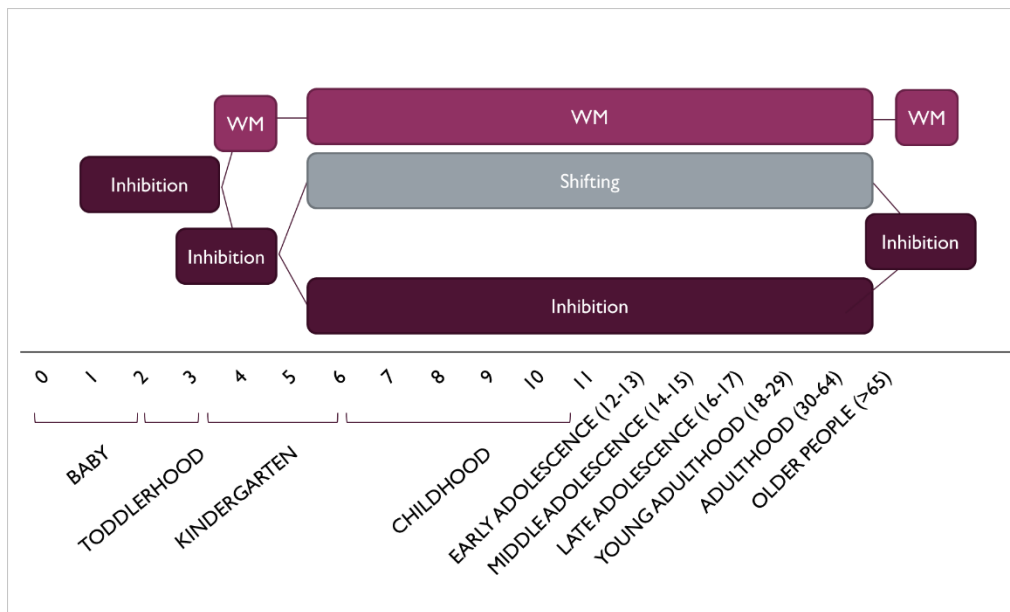 WM
WM
WM
Inhibition
Shifting
Inhibition
Inhibition
Inhibition
0
1
2
3
4
5
6
7
8
9
10
11
EARLY ADOLESCENCE (12-13)
MIDDLE ADOLESCENCE (14-15)
LATE ADOLESCENCE (16-17)
YOUNG ADULTHOOD (18-29)
ADULTHOOD (30-64)
OLDER PEOPLE (>65)
BABY
TODDLERHOOD
KINDERGARTEN
CHILDHOOD